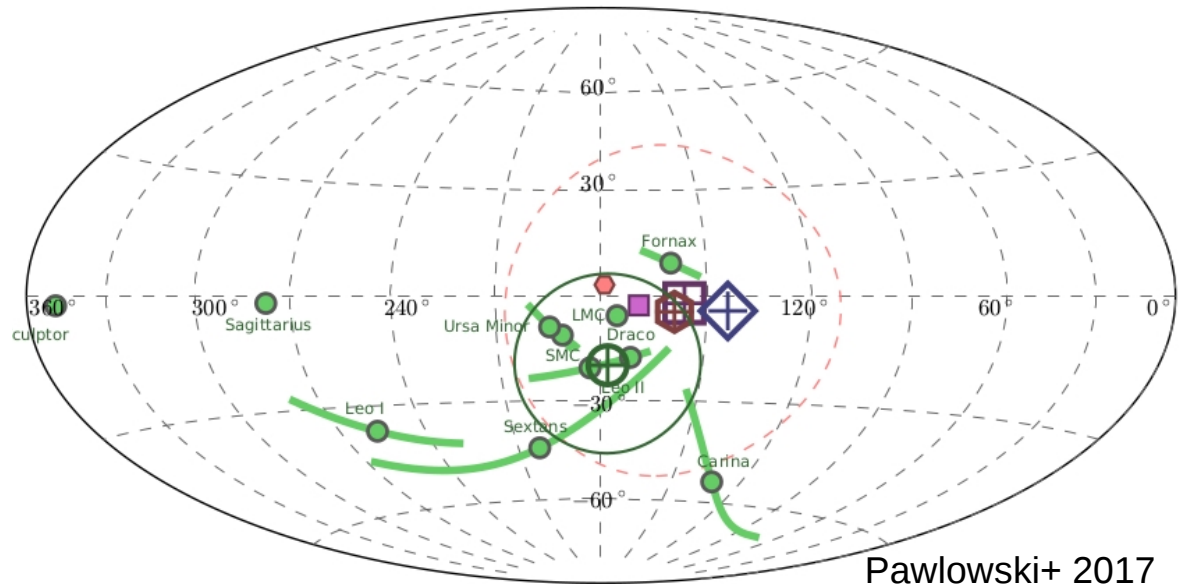 60°
30°
Fornax
360°
300°
240°
120°
60°
0°
culptor
Sagittarius
Ursa Minor
LMC
Draco
SMC
Leo II
-30°
Leo I
Sextans
Carina
-60°
Pawlowski+ 2017